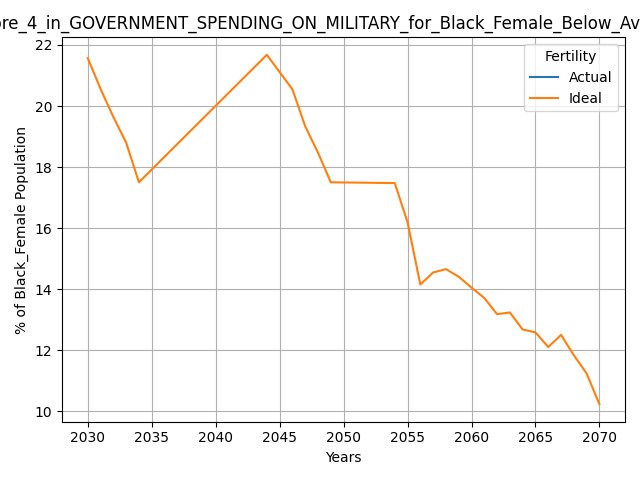 ore_4_in_GOVERNMENT_SPENDING_ON_MILITARY_for_Black_Female_Below_Av
Fertility
Actual
Ideal
% of Black_Female Population
22
20
18
16
14
12
10
2030 2035 2040 2045 2050 2055 2060 2065 2070
Years